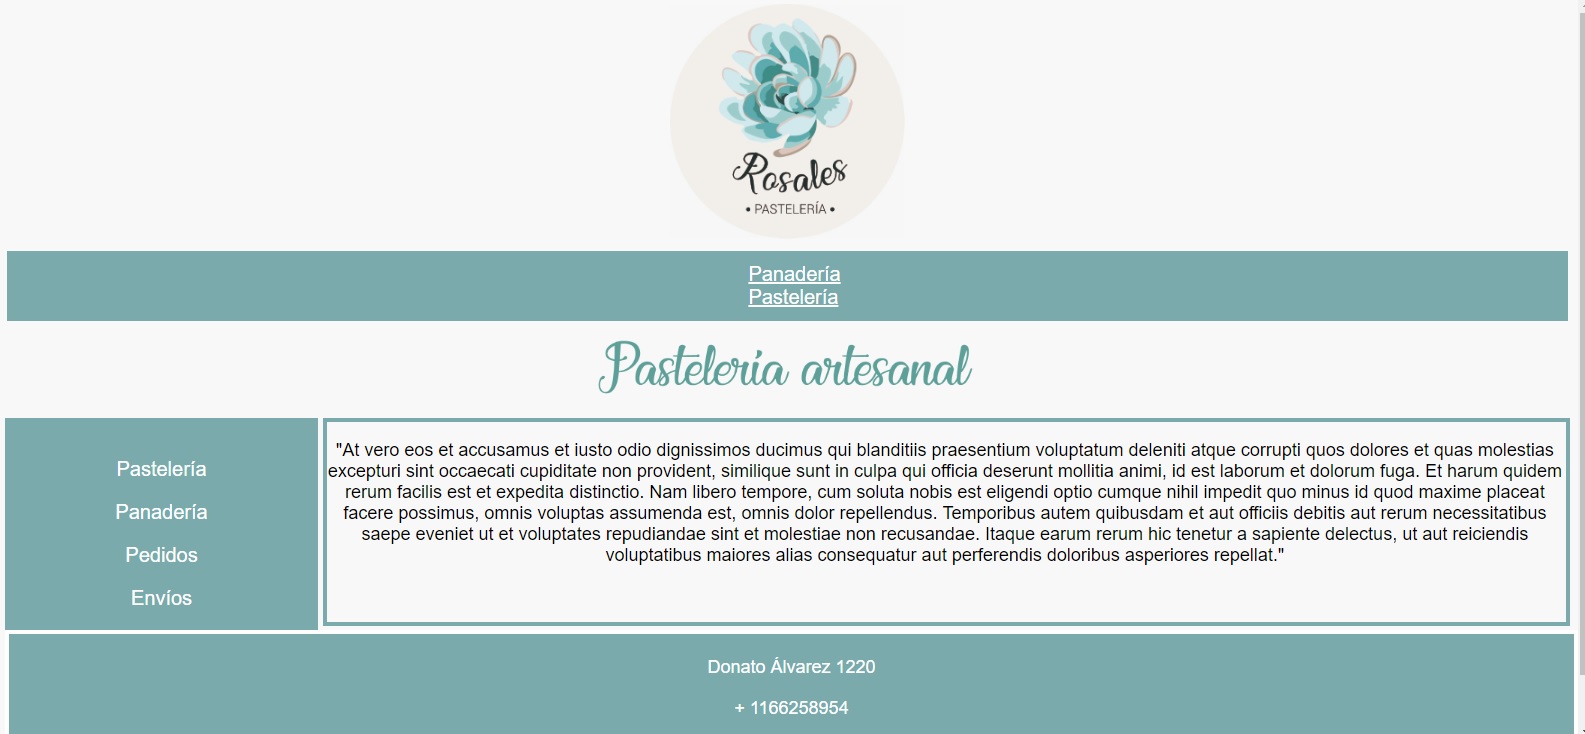 Rosales
• PASTELERÍA •
Panadería
Pastelería
Pastelería artesanal
Pastelería
Panadería
Pedidos
Envíos
"At vero eos et accusamus et iusto odio dignissimos ducimus qui blanditiis praesentium voluptatum deleniti atque corrupti quos dolores et quas molestias
excepturi sint occaecati cupiditate non provident, similique sunt in culpa qui officia deserunt mollitia animi, id est laborum et dolorum fuga. Et harum quidem
rerum facilis est et expedita distinctio. Nam libero tempore, cum soluta nobis est eligendi optio cumque nihil impedit quo minus id quod maxime placeat
facere possimus, omnis voluptas assumenda est, omnis dolor repellendus. Temporibus autem quibusdam et aut officiis debitis aut rerum necessitatibus
saepe eveniet ut et voluptates repudiandae sint et molestiae non recusandae. Itaque earum rerum hic tenetur a sapiente delectus, ut aut reiciendis
voluptatibus maiores alias consequatur aut perferendis doloribus asperiores repellat."
Donato Álvarez 1220
+ 1166258954